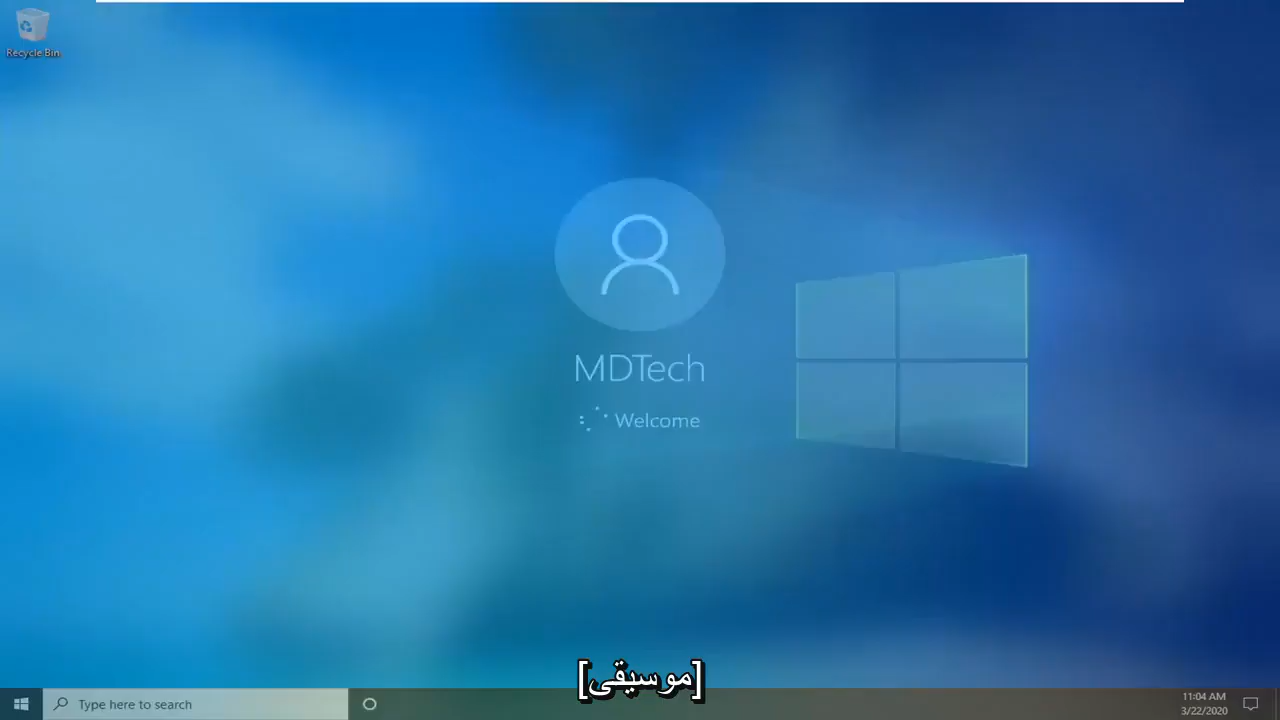 Recycle Bin
MDTech
Welcome
[موسيقى]
Type here to search
11:04 AM
3/22/2020